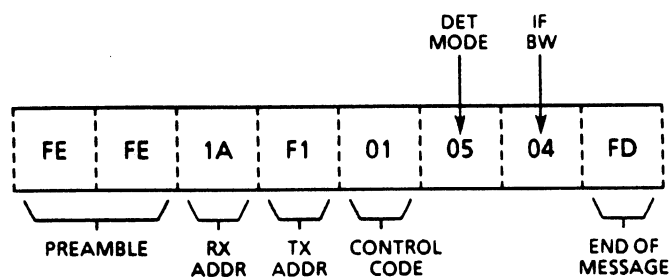 DET MODE
IF BW
FE FE 1A F1 01 05 04 FD
PREAMBLE
RX ADDR
TX ADDR
CONTROL CODE
END OF MESSAGE